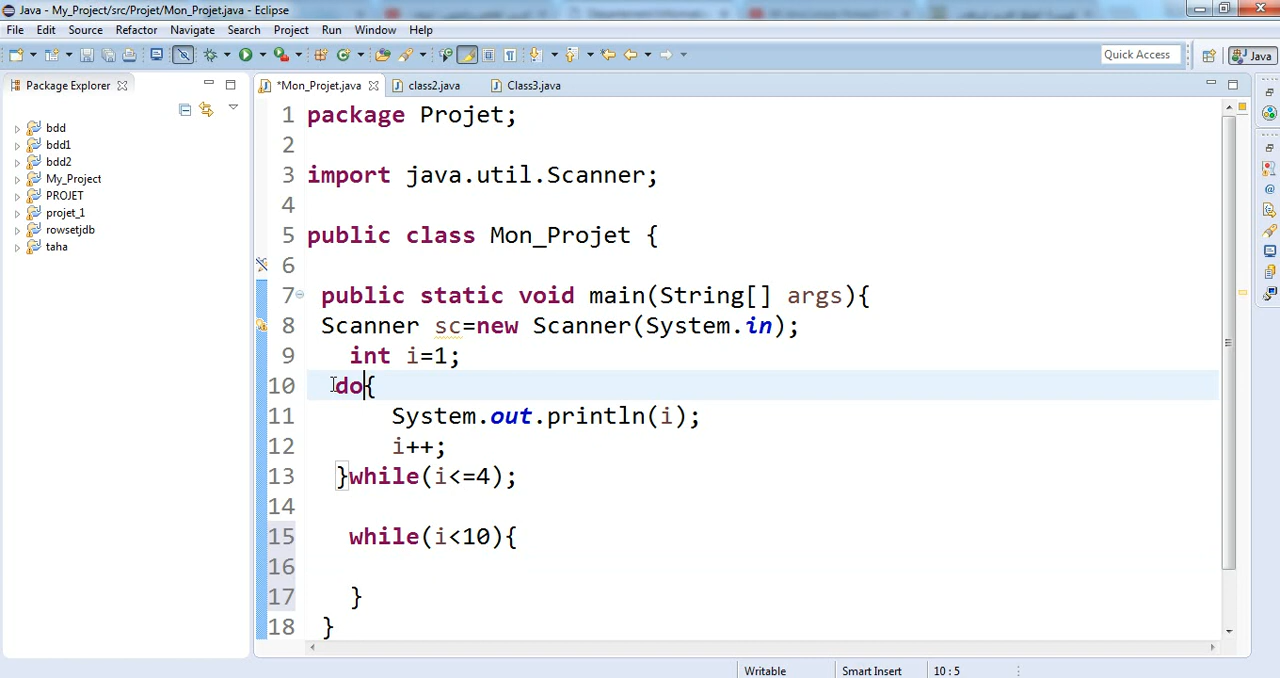 Java - My_Project/src/Projet/Mon_Projet.java - Eclipse
File Edit Source Refactor Navigate Search Project Run Window Help
Quick Access
Java
Package Explorer
*Mon_Projet.java
class2.java
Class3.java
bdd
bdd1
bdd2
My_Project
PROJET
projet_1
rowsetjdb
taha
1 package Projet;
2
3 import java.util.Scanner;
4
5 public class Mon_Projet {
6
7 public static void main(String[] args){
8 Scanner sc=new Scanner(System.in);
9 int i=1;
10 do{
11 System.out.println(i);
12 i++;
13 }while(i<=4);
14
15 while(i<10){
16
17 }
18 }
Writable Smart Insert 10 : 5